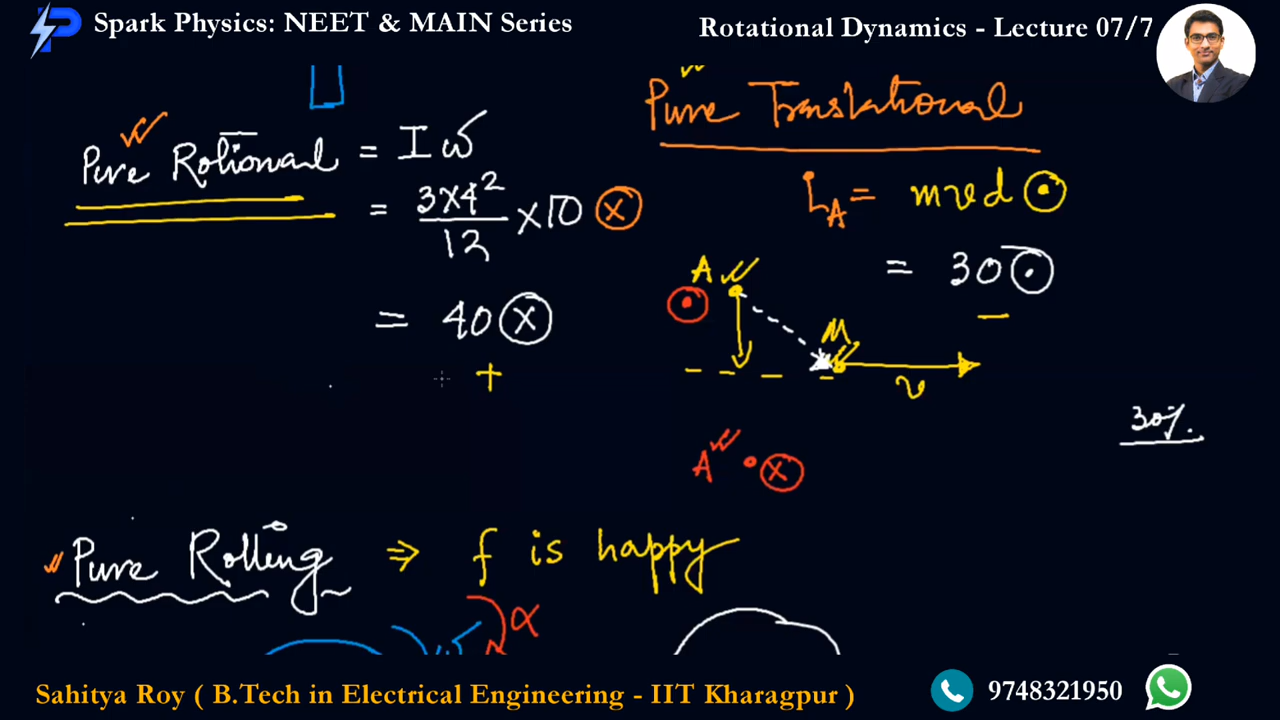 Spark Physics: NEET & MAIN Series
Rotational Dynamics - Lecture 07/7
Pure Rotional = Iω
= 3×4²/12 ×10 ⊗
= 40 ⊗
+
Pure Translational
L_A = mvd ⊙
= 30 ⊙
A
M
v
A
30%.
Pure Rolling ⇒ f is happy
α
Sahitya Roy ( B.Tech in Electrical Engineering - IIT Kharagpur )
9748321950